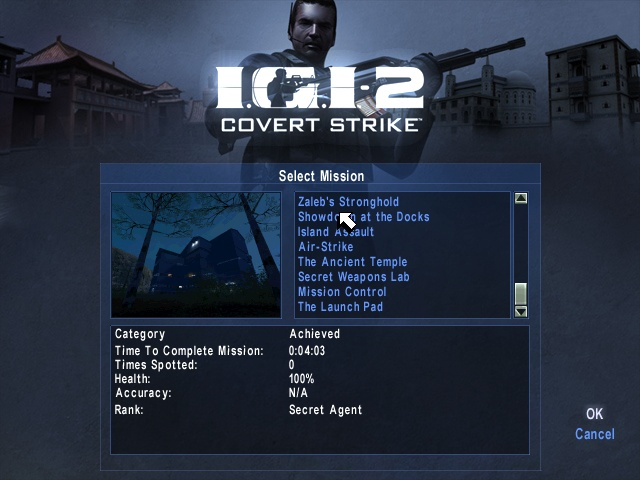 I.G.I-2
COVERT STRIKE™
Select Mission
Zaleb's Stronghold
Showdown at the Docks
Island Assault
Air-Strike
The Ancient Temple
Secret Weapons Lab
Mission Control
The Launch Pad
Category Achieved
Time To Complete Mission: 0:04:03
Times Spotted: 0
Health: 100%
Accuracy: N/A
Rank: Secret Agent
OK
Cancel